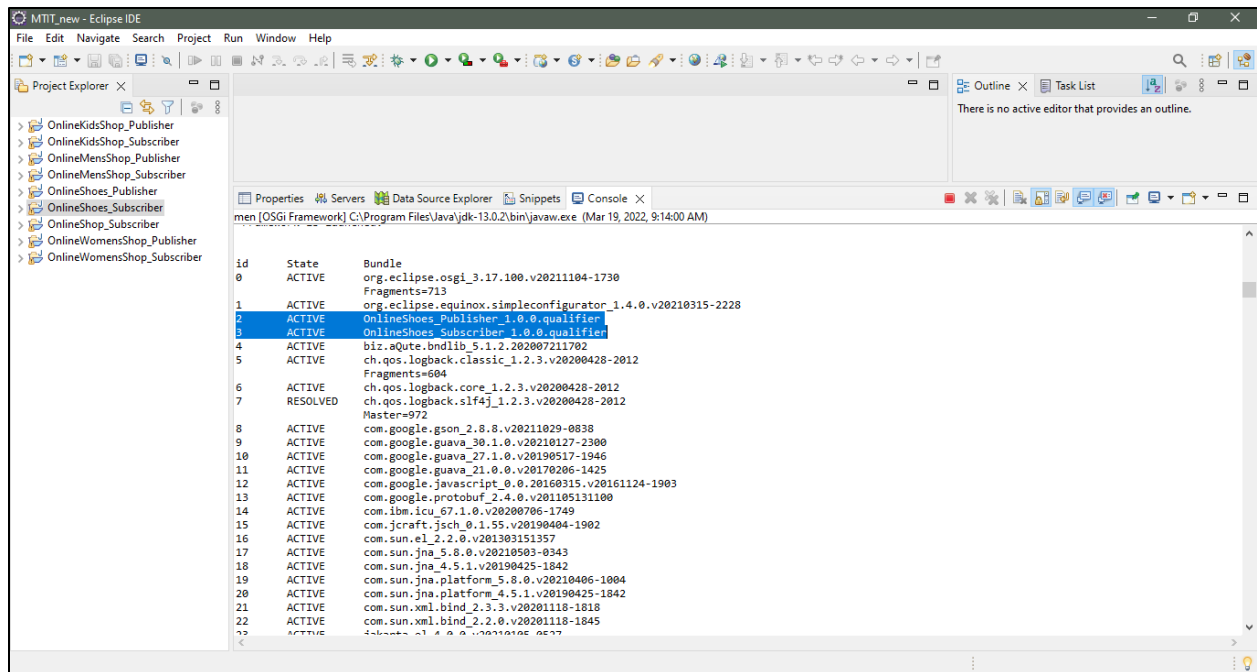 MTIT_new - Eclipse IDE
File Edit Navigate Search Project Run Window Help
Project Explorer
OnlineKidsShop_Publisher
OnlineKidsShop_Subscriber
OnlineMensShop_Publisher
OnlineMensShop_Subscriber
OnlineShoes_Publisher
OnlineShoes_Subscriber
OnlineShop_Subscriber
OnlineWomensShop_Publisher
OnlineWomensShop_Subscriber
Outline Task List
There is no active editor that provides an outline.
Properties Servers Data Source Explorer Snippets Console
men [OSGi Framework] C:\Program Files\Java\jdk-13.0.2\bin\javaw.exe (Mar 19, 2022, 9:14:00 AM)
id State Bundle
0 ACTIVE org.eclipse.osgi_3.17.100.v20211104-1730
Fragments=713
1 ACTIVE org.eclipse.equinox.simpleconfigurator_1.4.0.v20210315-2228
2 ACTIVE OnlineShoes_Publisher_1.0.0.qualifier
3 ACTIVE OnlineShoes_Subscriber_1.0.0.qualifier
4 ACTIVE biz.aQute.bndlib_5.1.2.202007211702
5 ACTIVE ch.qos.logback.classic_1.2.3.v20200428-2012
Fragments=604
6 ACTIVE ch.qos.logback.core_1.2.3.v20200428-2012
7 RESOLVED ch.qos.logback.slf4j_1.2.3.v20200428-2012
Master=972
8 ACTIVE com.google.gson_2.8.8.v20211029-0838
9 ACTIVE com.google.guava_30.1.0.v20210127-2300
10 ACTIVE com.google.guava_27.1.0.v20190517-1946
11 ACTIVE com.google.guava_21.0.0.v20170206-1425
12 ACTIVE com.google.javascript_0.0.20160315.v20161124-1903
13 ACTIVE com.google.protobuf_2.4.0.v201105131100
14 ACTIVE com.ibm.icu_67.1.0.v20200706-1749
15 ACTIVE com.jcraft.jsch_0.1.55.v20190404-1902
16 ACTIVE com.sun.el_2.2.0.v201303151357
17 ACTIVE com.sun.jna_5.8.0.v20210503-0343
18 ACTIVE com.sun.jna_4.5.1.v20190425-1842
19 ACTIVE com.sun.jna.platform_5.8.0.v20210406-1004
20 ACTIVE com.sun.jna.platform_4.5.1.v20190425-1842
21 ACTIVE com.sun.xml.bind_2.3.3.v20201118-1818
22 ACTIVE com.sun.xml.bind_2.2.0.v20201118-1845
23 ACTIVE jakarta.el_4.0.0.v20210105-0527